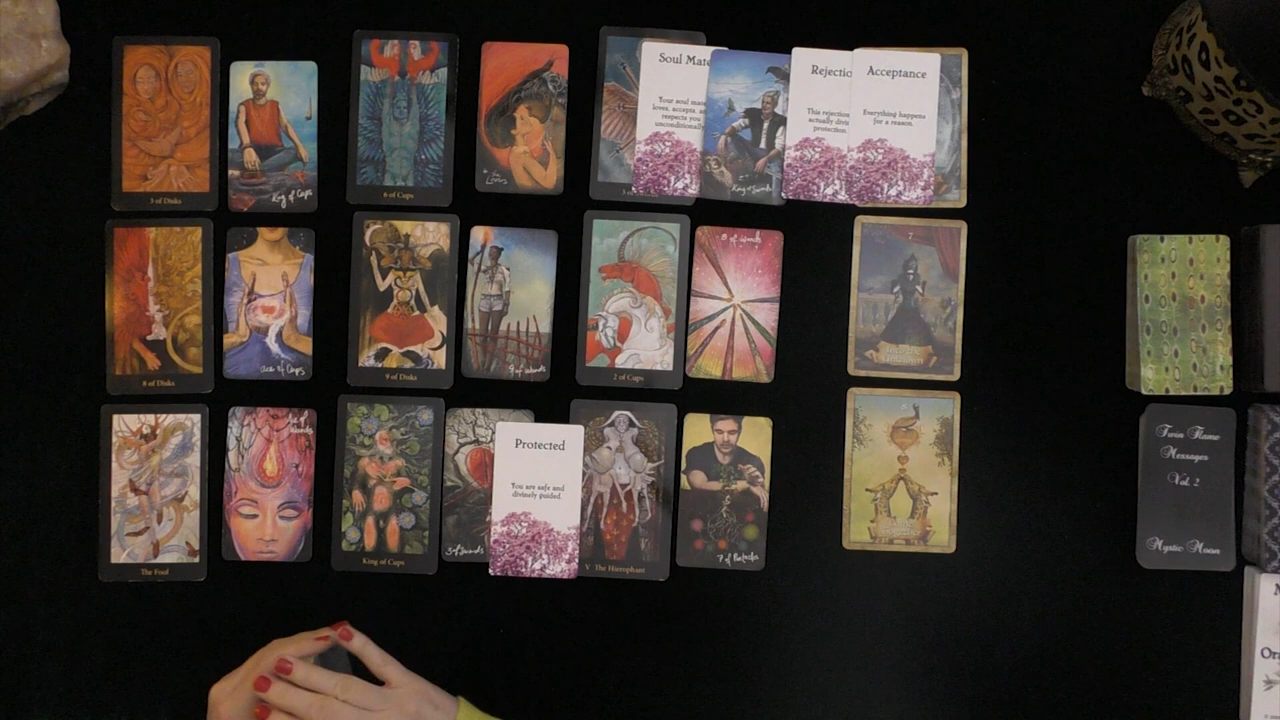 3 of Disks
King of Cups
6 of Cups
6 the
Lovers
Soul Mate
Your soul mate
loves, accepts, a
respects you
unconditionally
King of Swords
Rejectio
This rejection
actually divi
protection.
Acceptance
Everything happens
for a reason.
8 of Disks
Ace of Cups
9 of Disks
9 of wands
2 of Cups
8 of wands
7
The Fool
King of Cups
3 of Swords
Protected
You are safe and
divinely guided.
V The Hierophant
7 of Pentacles
Twin Flame
Messages
Vol. 2
Mystic Moon